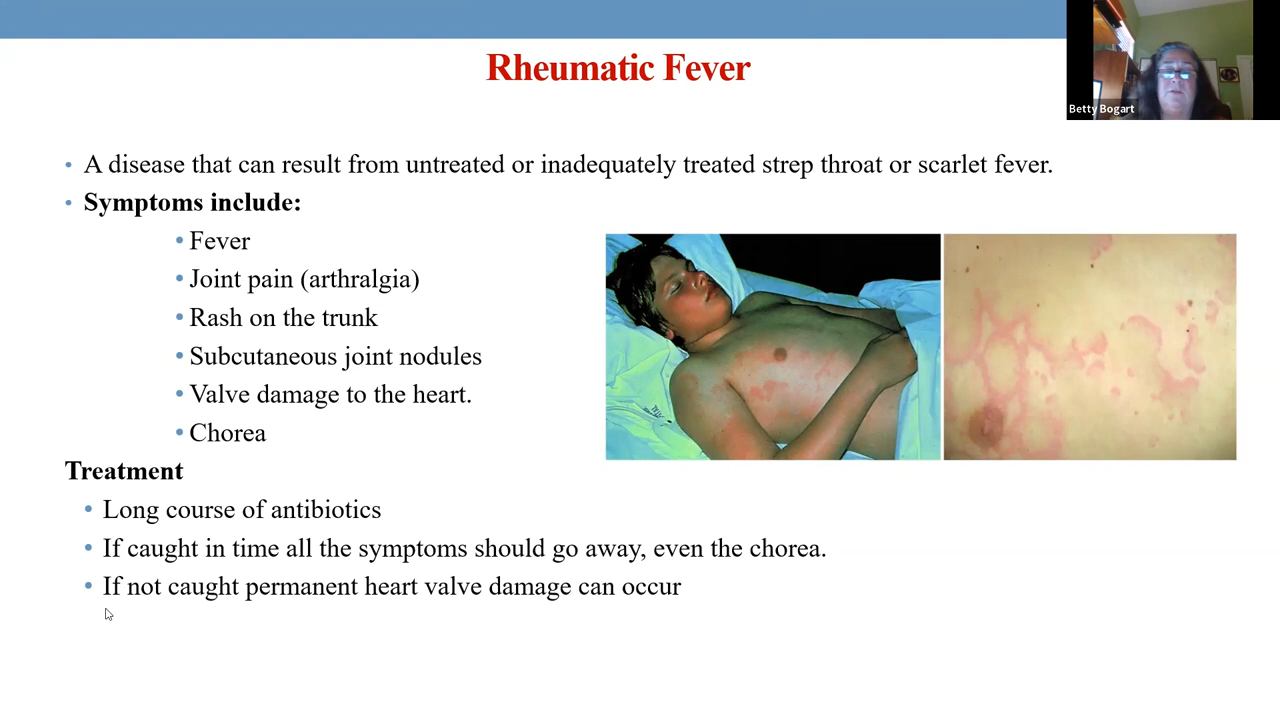 Rheumatic Fever
Betty Bogart
• A disease that can result from untreated or inadequately treated strep throat or scarlet fever.
• Symptoms include:
• Fever
• Joint pain (arthralgia)
• Rash on the trunk
• Subcutaneous joint nodules
• Valve damage to the heart.
• Chorea
Treatment
• Long course of antibiotics
• If caught in time all the symptoms should go away, even the chorea.
• If not caught permanent heart valve damage can occur